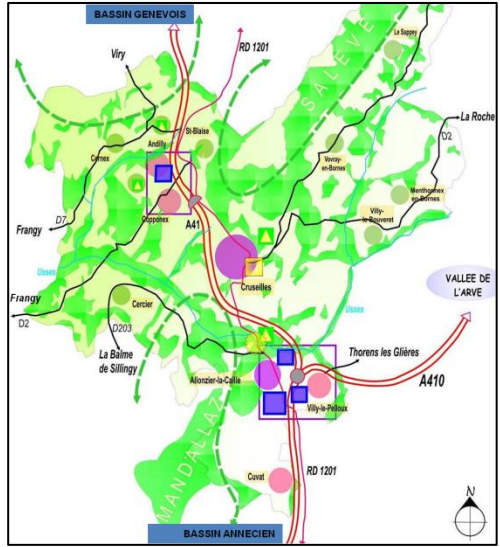 BASSIN GENEVOIS
RD 1201
Viry
Le Sappey
SALEVE
La Roche
D2
Andilly
St-Blaise
Cernex
Vovray-en-Bornes
Menthonnex
en-Bornes
Villy-
le-Bouveret
Copponex
A41
D7
Frangy
Usses
Cruseilles
VALLEE DE
L'ARVE
Usses
Frangy
D2
Cercier
D203
La Balme
de Sillingy
Thorens les Glières
Allonzier-la-Caille
A410
Villy-le-Pelloux
MANDALLAZ
RD 1201
Cuvat
N
BASSIN ANNECIEN